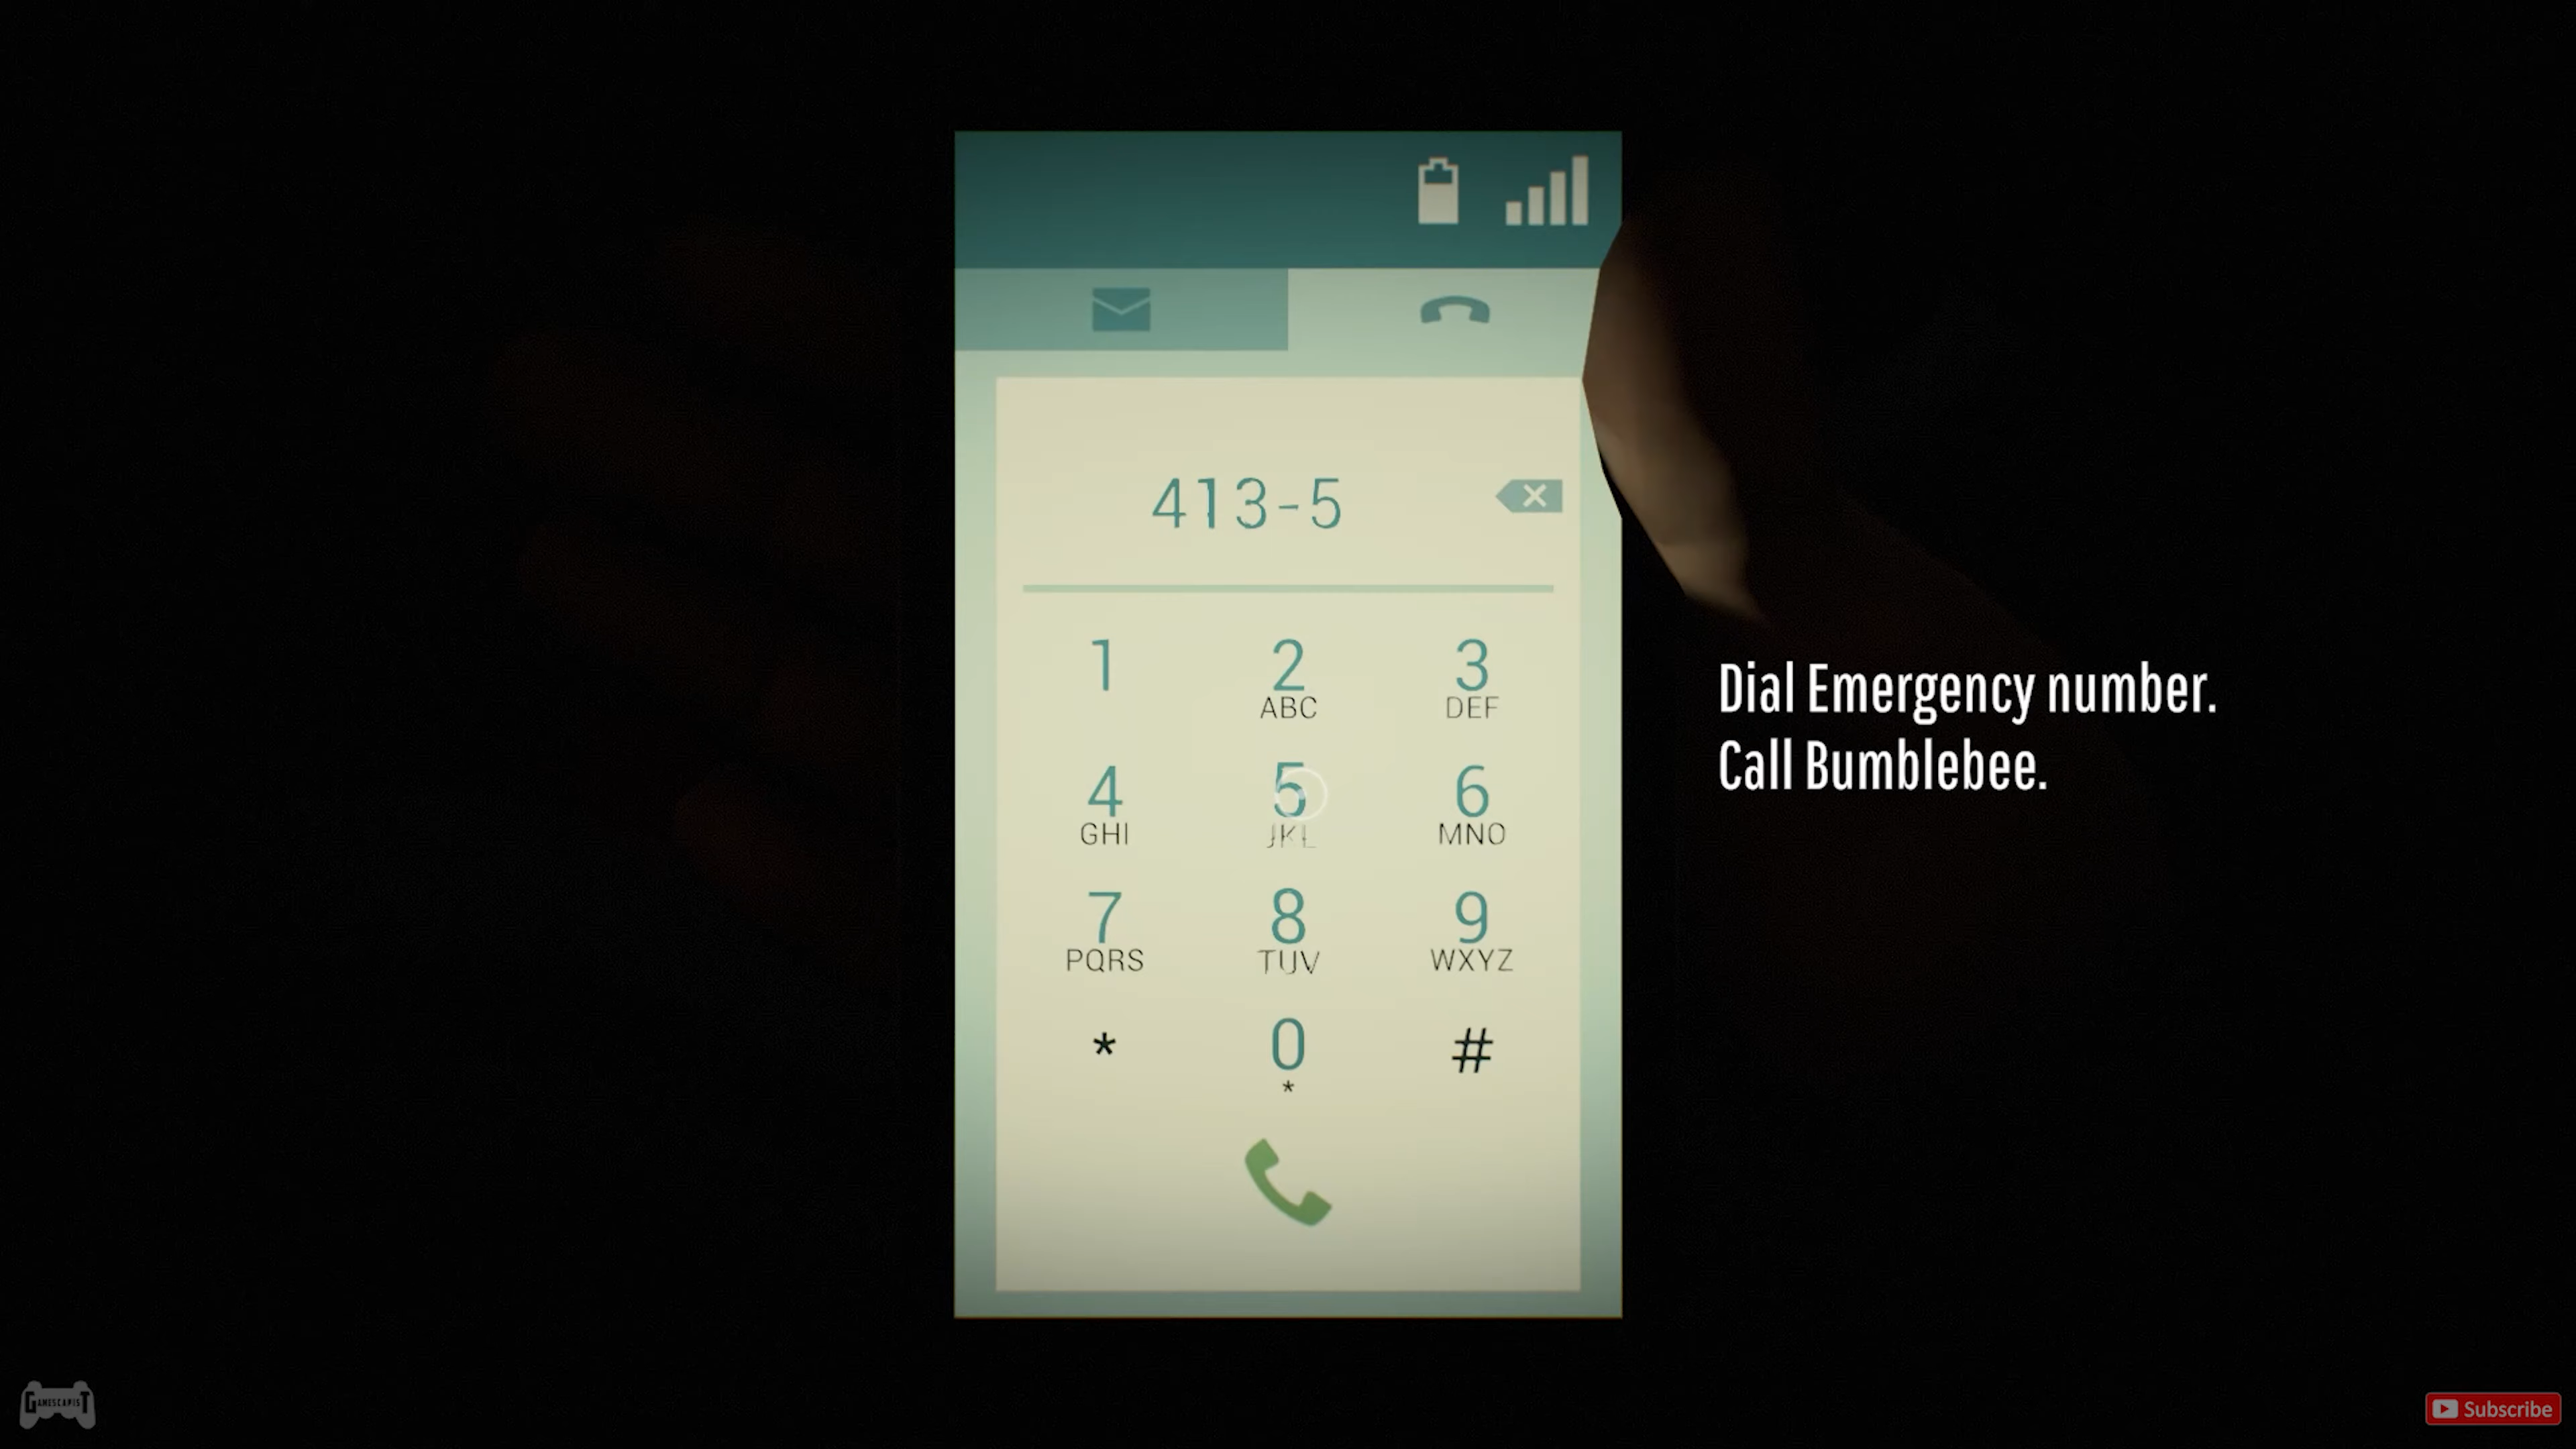 413-5
1
2
ABC
3
DEF
Dial Emergency number.
Call Bumblebee.
4
GHI
5
JKL
6
MNO
7
PQRS
8
TUV
9
WXYZ
*
0
*
#
GAMESCAPIST
Subscribe